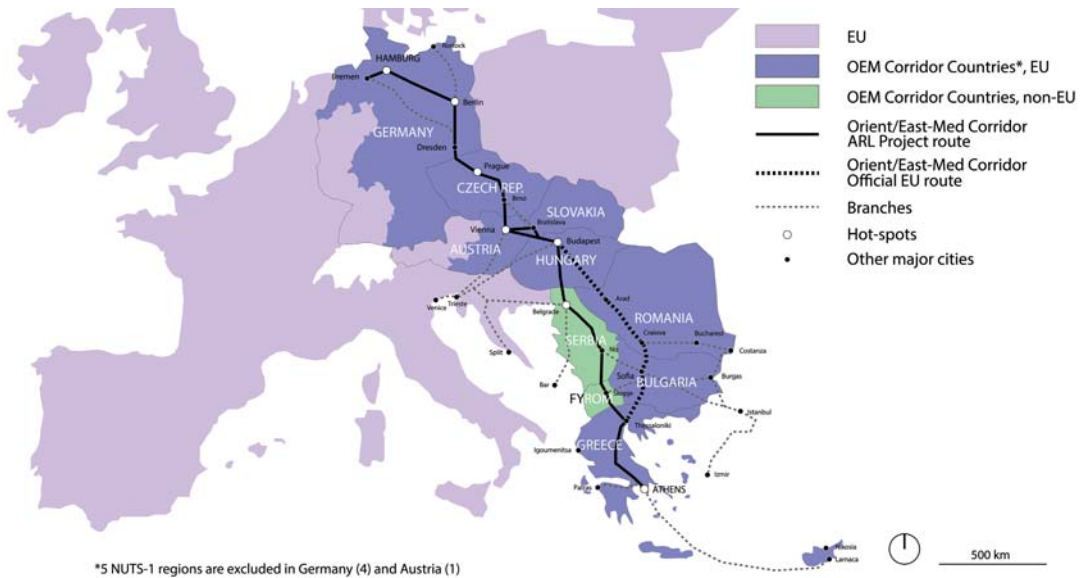 EU
OEM Corridor Countries*, EU
OEM Corridor Countries, non-EU
Orient/East-Med Corridor
ARL Project route
Orient/East-Med Corridor
Official EU route
Branches
Hot-spots
Other major cities
Rostock
HAMBURG
Bremen
Berlin
GERMANY
Dresden
Prague
CZECH REP.
Brno
SLOVAKIA
Bratislava
Vienna
Budapest
AUSTRIA
HUNGARY
Arad
Venice
Trieste
Belgrade
ROMANIA
Craiova
Bucharest
Costanza
SERBIA
Nis
Split
Sofia
BULGARIA
Burgas
Bar
FYROM
Istanbul
Thessaloniki
GREECE
Igoumenitsa
Izmir
ATHENS
Nikosia
Larnaca
500 km
*5 NUTS-1 regions are excluded in Germany (4) and Austria (1)